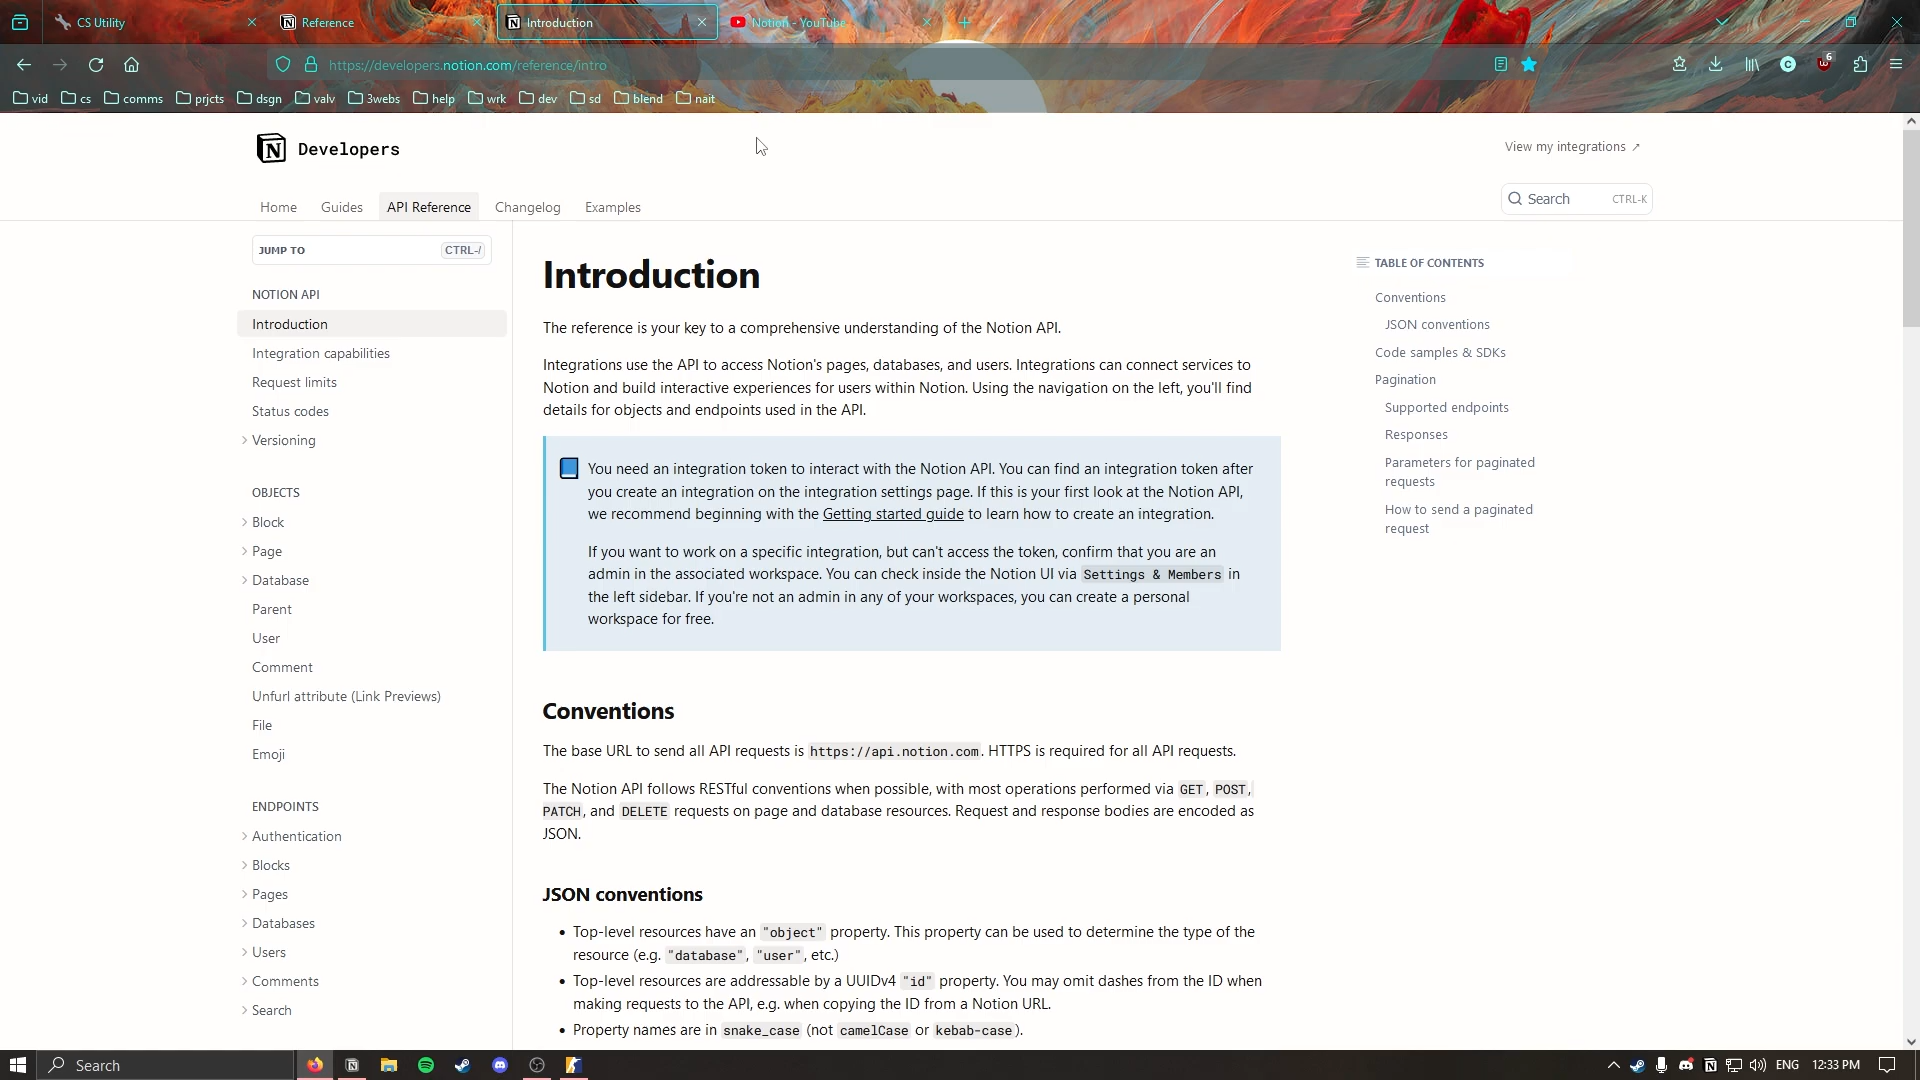 CS Utility
Reference
Introduction
Notion - YouTube
https://developers.notion.com/reference/intro
6
vid
cs
comms
prjcts
dsgn
valv
3webs
help
wrk
dev
sd
blend
nait
Developers
View my integrations ↗
Home
Guides
API Reference
Changelog
Examples
Search CTRL-K
JUMP TO CTRL-/
NOTION API
Introduction
Integration capabilities
Request limits
Status codes
Versioning
OBJECTS
Block
Page
Database
Parent
User
Comment
Unfurl attribute (Link Previews)
File
Emoji
ENDPOINTS
Authentication
Blocks
Pages
Databases
Users
Comments
Search
Introduction
The reference is your key to a comprehensive understanding of the Notion API.
Integrations use the API to access Notion's pages, databases, and users. Integrations can connect services to
Notion and build interactive experiences for users within Notion. Using the navigation on the left, you'll find
details for objects and endpoints used in the API.
You need an integration token to interact with the Notion API. You can find an integration token after
you create an integration on the integration settings page. If this is your first look at the Notion API,
we recommend beginning with the Getting started guide to learn how to create an integration.
If you want to work on a specific integration, but can't access the token, confirm that you are an
admin in the associated workspace. You can check inside the Notion UI via Settings & Members in
the left sidebar. If you're not an admin in any of your workspaces, you can create a personal
workspace for free.
Conventions
The base URL to send all API requests is https://api.notion.com. HTTPS is required for all API requests.
The Notion API follows RESTful conventions when possible, with most operations performed via GET, POST,
PATCH, and DELETE requests on page and database resources. Request and response bodies are encoded as
JSON.
JSON conventions
• Top-level resources have an "object" property. This property can be used to determine the type of the
resource (e.g. "database", "user", etc.)
• Top-level resources are addressable by a UUIDv4 "id" property. You may omit dashes from the ID when
making requests to the API, e.g. when copying the ID from a Notion URL.
• Property names are in snake_case (not camelCase or kebab-case).
TABLE OF CONTENTS
Conventions
JSON conventions
Code samples & SDKs
Pagination
Supported endpoints
Responses
Parameters for paginated
requests
How to send a paginated
request
Search
ENG
12:33 PM